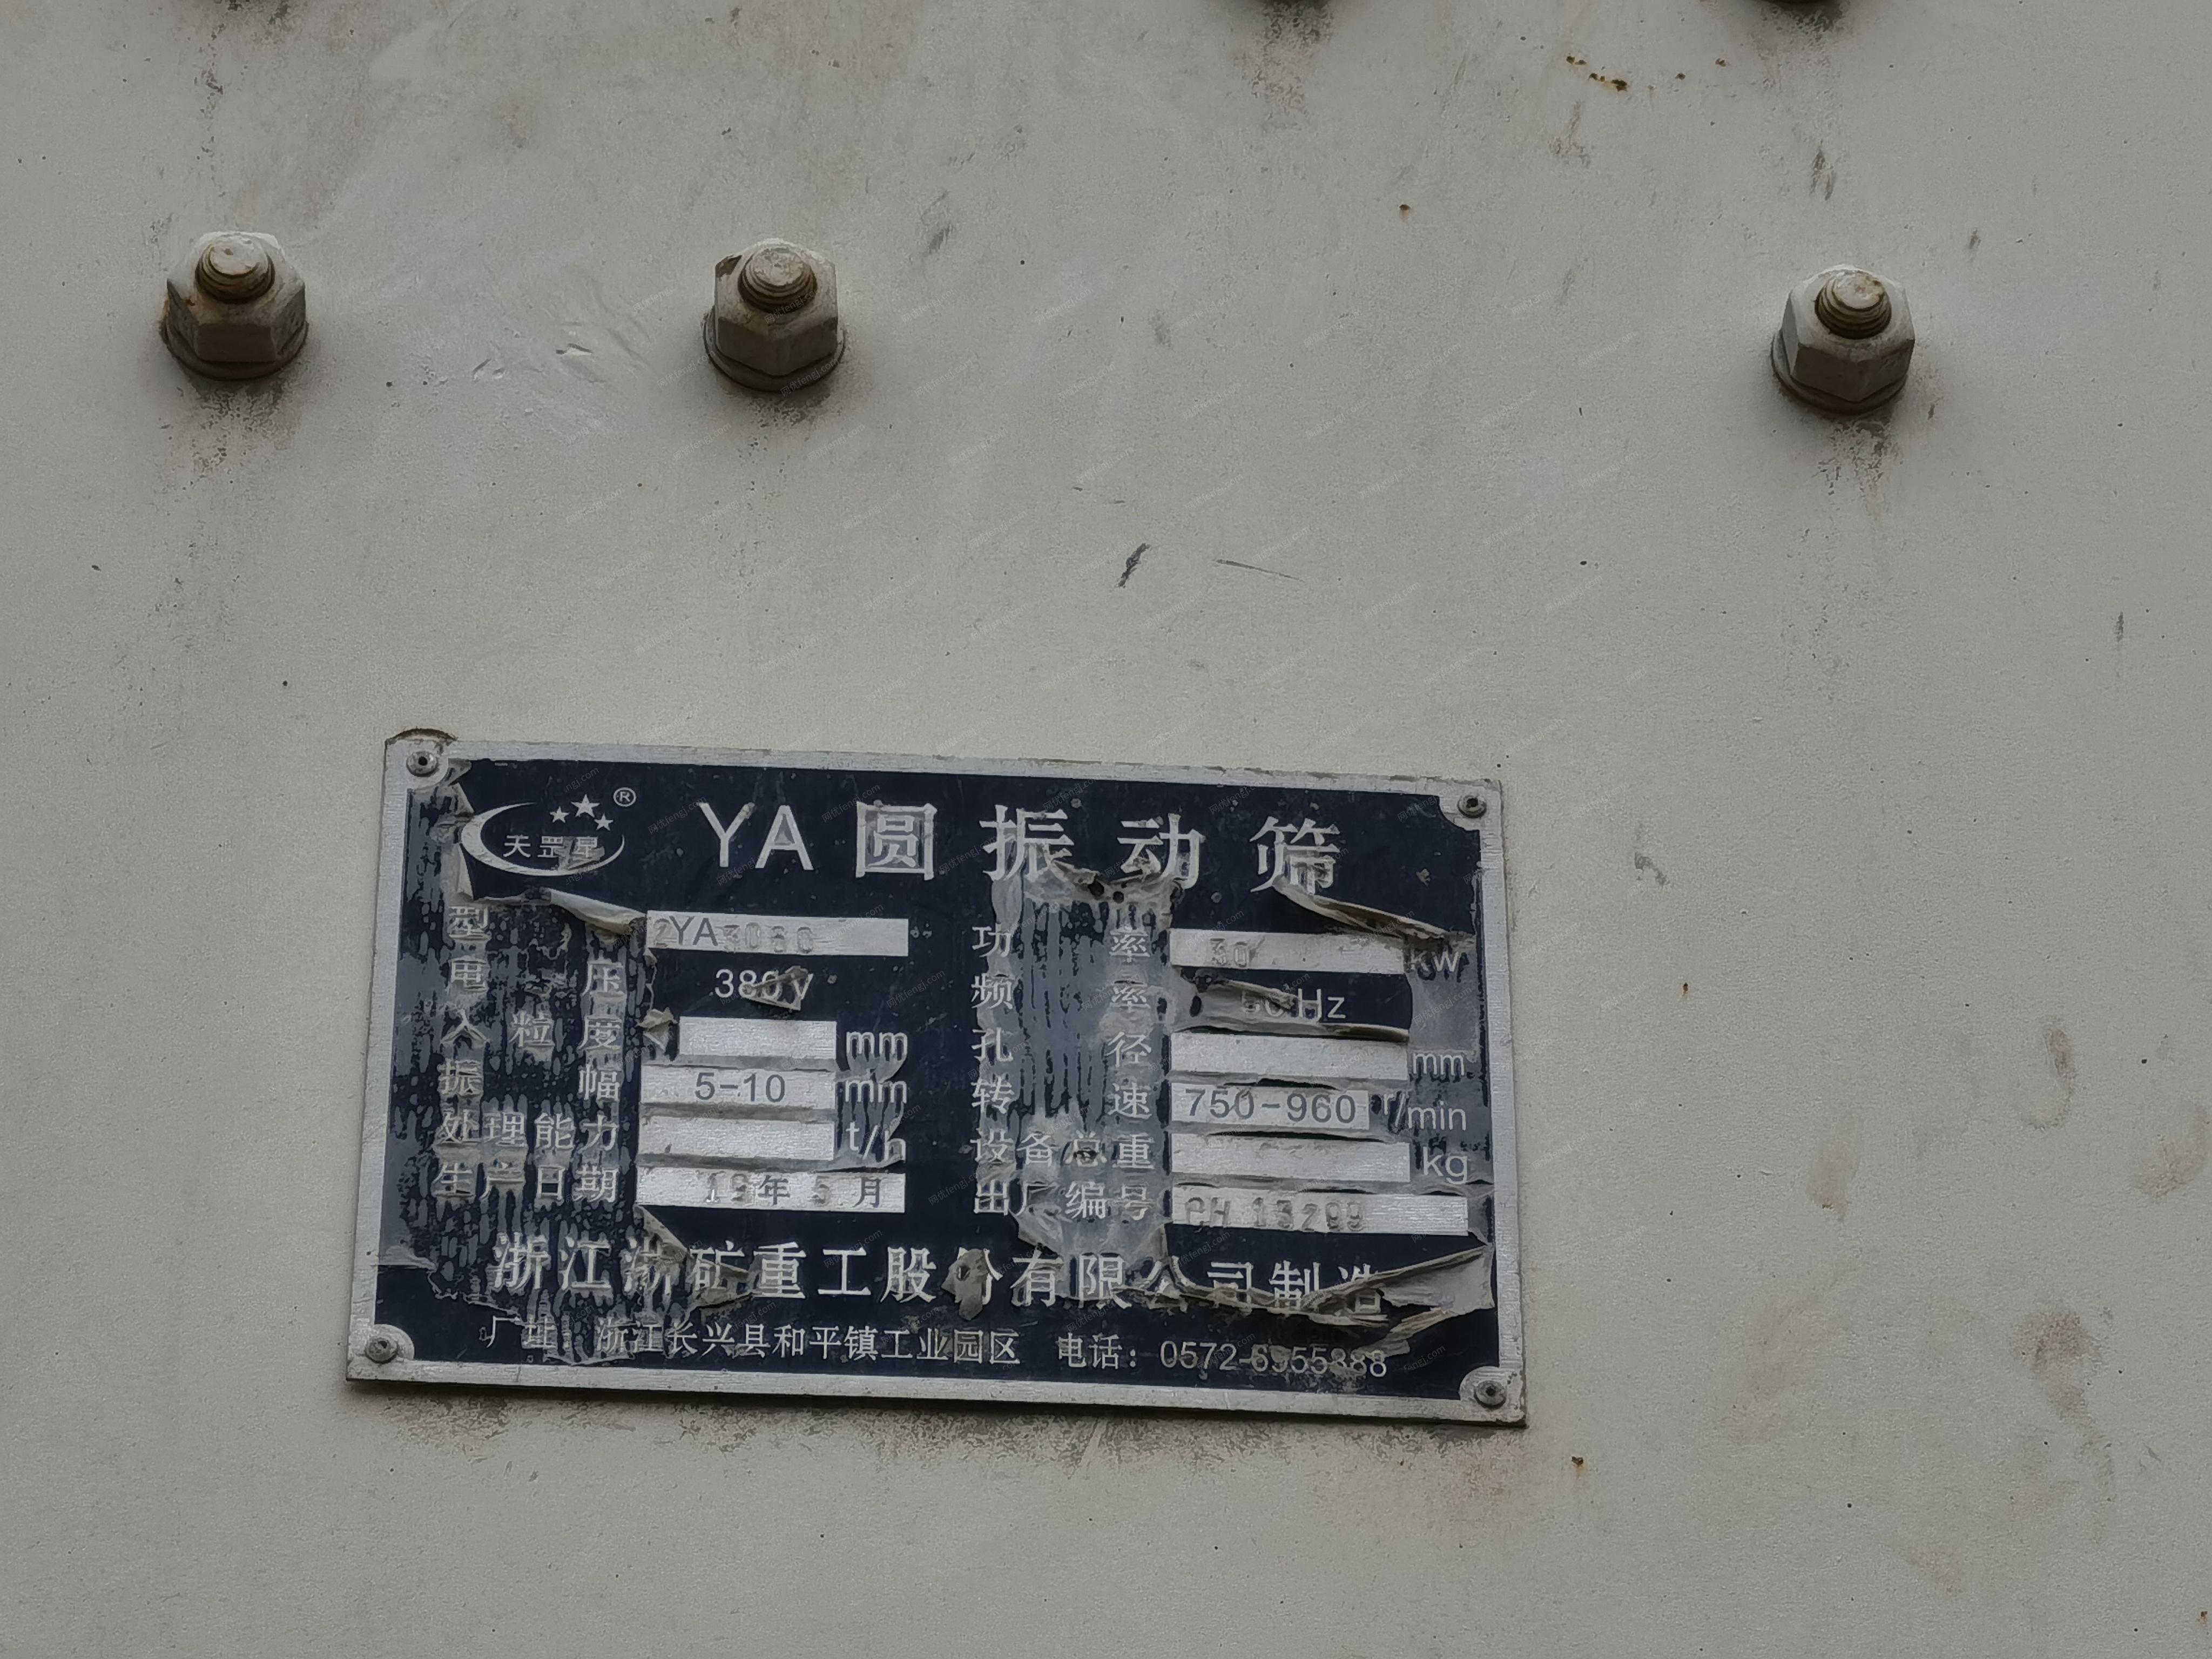 天罡星®
YA圆振动筛
型 2YA3060 功率 30 kw
电压 380V 频率 50Hz
入粒度 mm 孔径 mm
振幅 5-10 mm 转速 750-960 r/min
处理能力 t/h 设备总重 kg
生产日期 19年5月 出厂编号 CH 13299
浙江浙矿重工股份有限公司制造
厂址：浙江长兴县和平镇工业园区 电话：0572-6955888